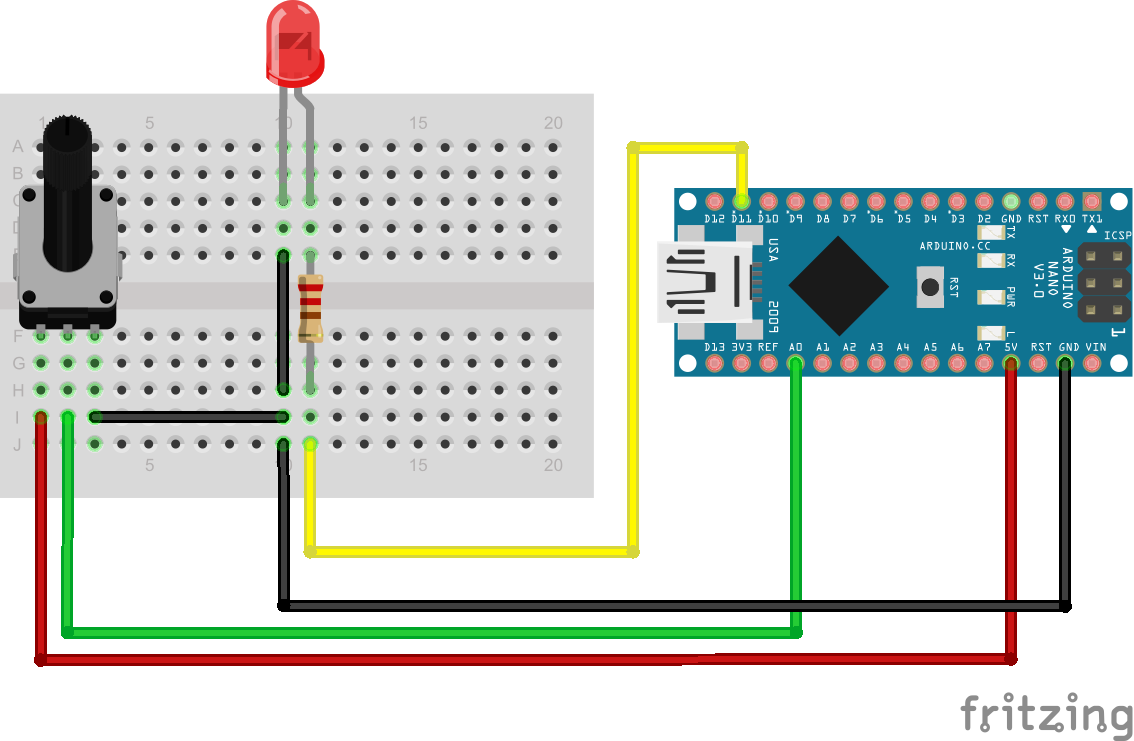 1 5 10 15 20
A
B
C
D
E
F
G
H
I
J
5 10 15 20
D12 D11 D10 D9 D8 D7 D6 D5 D4 D3 D2 GND RST RX0 TX1
USA
2009
ARDUINO.CC
RST
TX
RX
PWR
L
ARDUINO
NANO
V3.0
ICSP
1
D13 3V3 REF A0 A1 A2 A3 A4 A5 A6 A7 5V RST GND VIN
fritzing